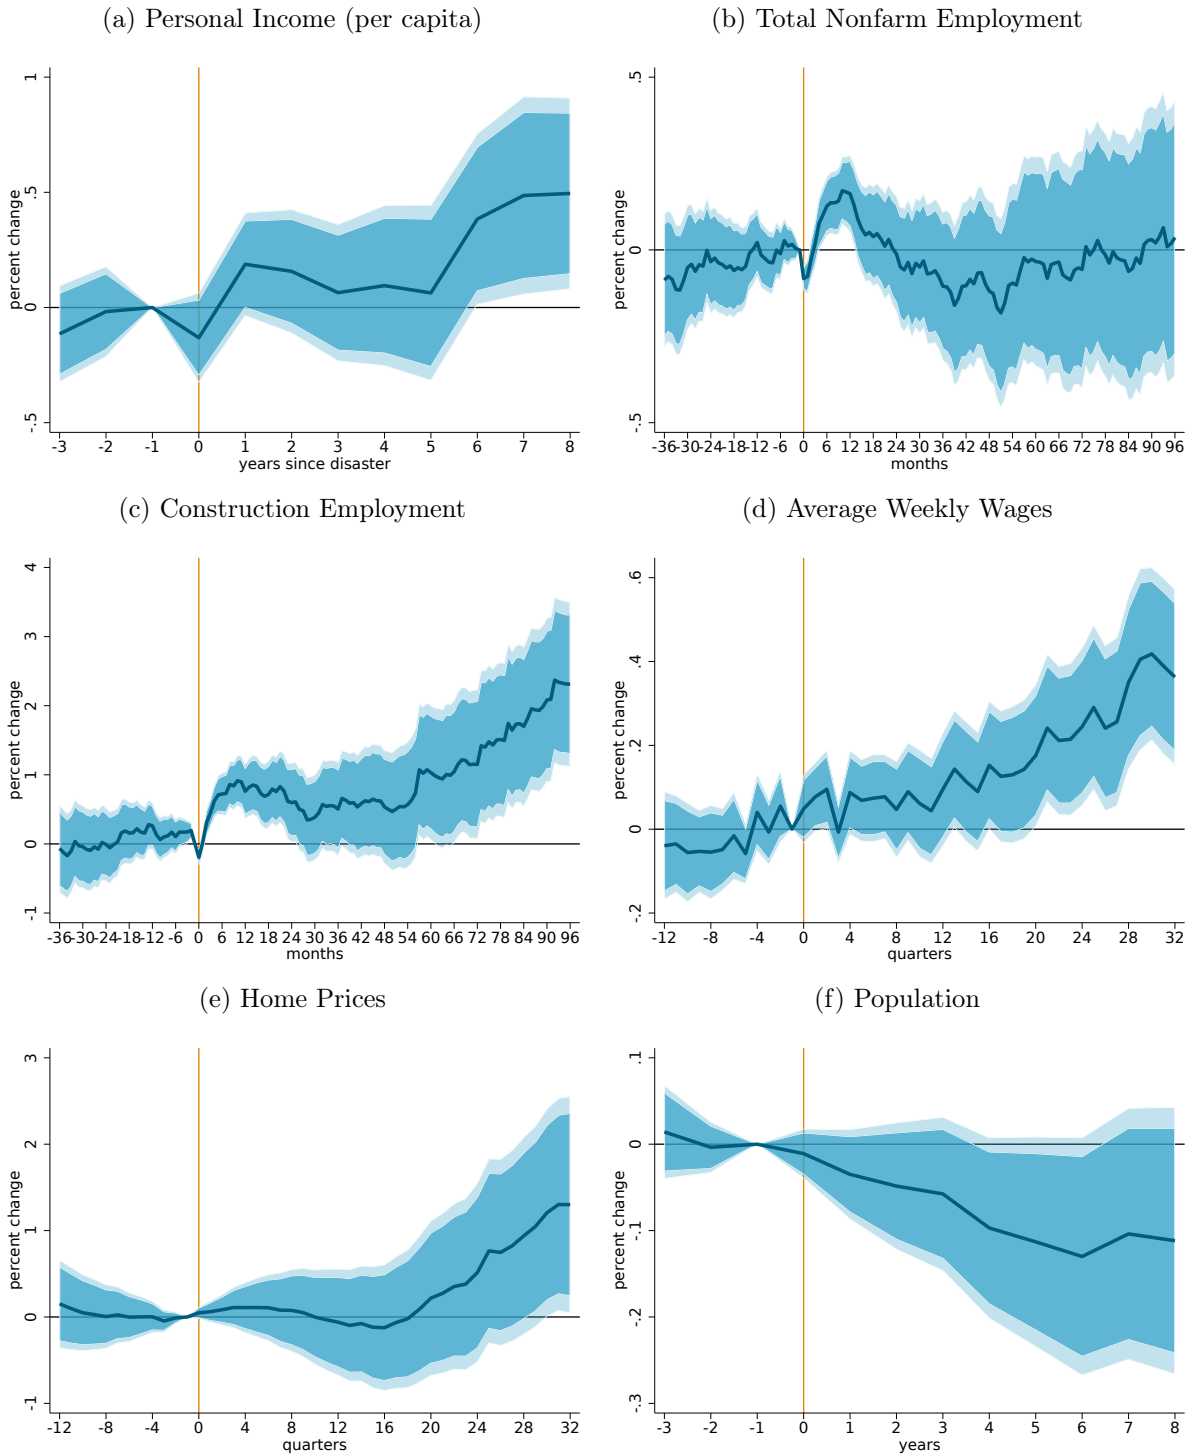 (a) Personal Income (per capita)
percent change
1
.5
0
-.5
-3 -2 -1 0 1 2 3 4 5 6 7 8
years since disaster
(b) Total Nonfarm Employment
percent change
.5
0
-.5
-36 -30 -24 -18 -12 -6 0 6 12 18 24 30 36 42 48 54 60 66 72 78 84 90 96
months
(c) Construction Employment
percent change
4
3
2
1
0
-1
-36 -30 -24 -18 -12 -6 0 6 12 18 24 30 36 42 48 54 60 66 72 78 84 90 96
months
(d) Average Weekly Wages
percent change
.6
.4
.2
0
-.2
-12 -8 -4 0 4 8 12 16 20 24 28 32
quarters
(e) Home Prices
percent change
3
2
1
0
-1
-12 -8 -4 0 4 8 12 16 20 24 28 32
quarters
(f) Population
percent change
.1
0
-.1
-.2
-.3
-3 -2 -1 0 1 2 3 4 5 6 7 8
years